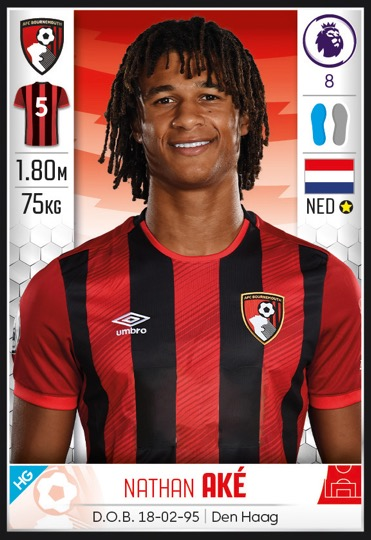 AFC BOURNEMOUTH
5
8
1.80M
75KG
NED
umbro
AFC BOURNEMOUTH
HG
NATHAN AKÉ
D.O.B. 18-02-95 | Den Haag